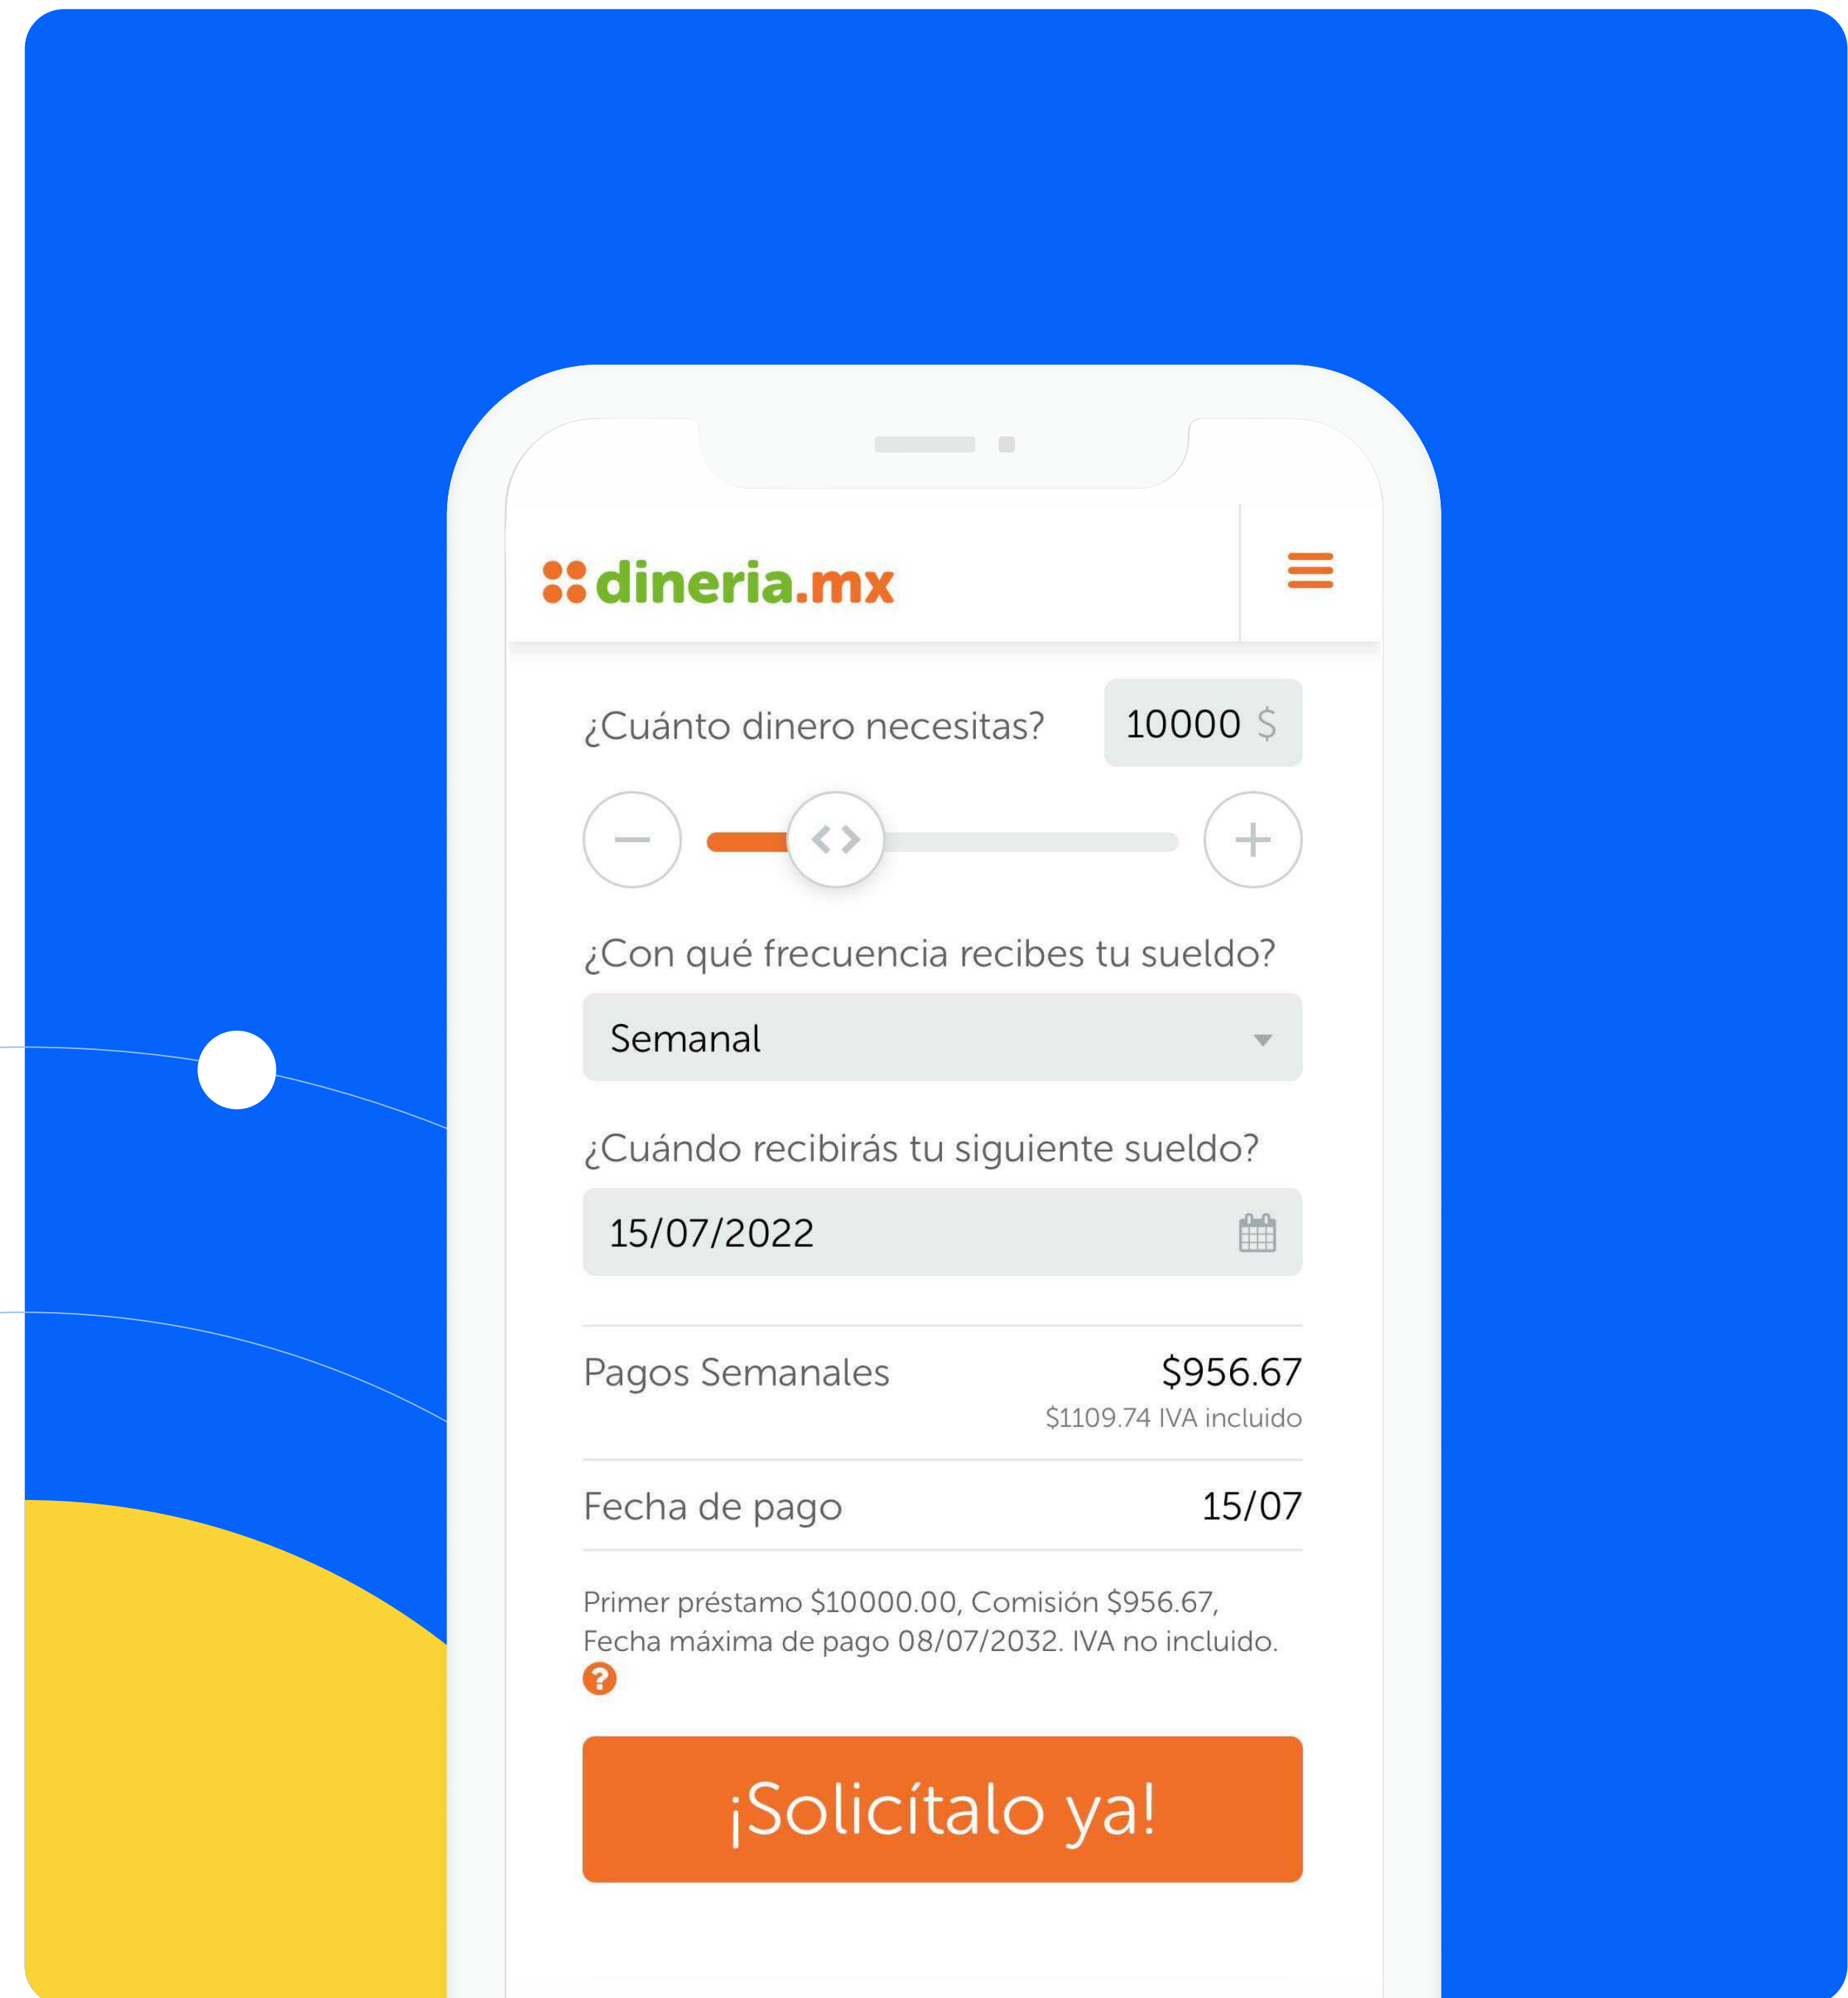 dineria.mx
¿Cuánto dinero necesitas? 10000 $
¿Con qué frecuencia recibes tu sueldo?
Semanal
¿Cuándo recibirás tu siguiente sueldo?
15/07/2022
Pagos Semanales $956.67
$1109.74 IVA incluido
Fecha de pago 15/07
Primer préstamo $10000.00, Comisión $956.67,
Fecha máxima de pago 08/07/2032. IVA no incluido.
?
¡Solicítalo ya!